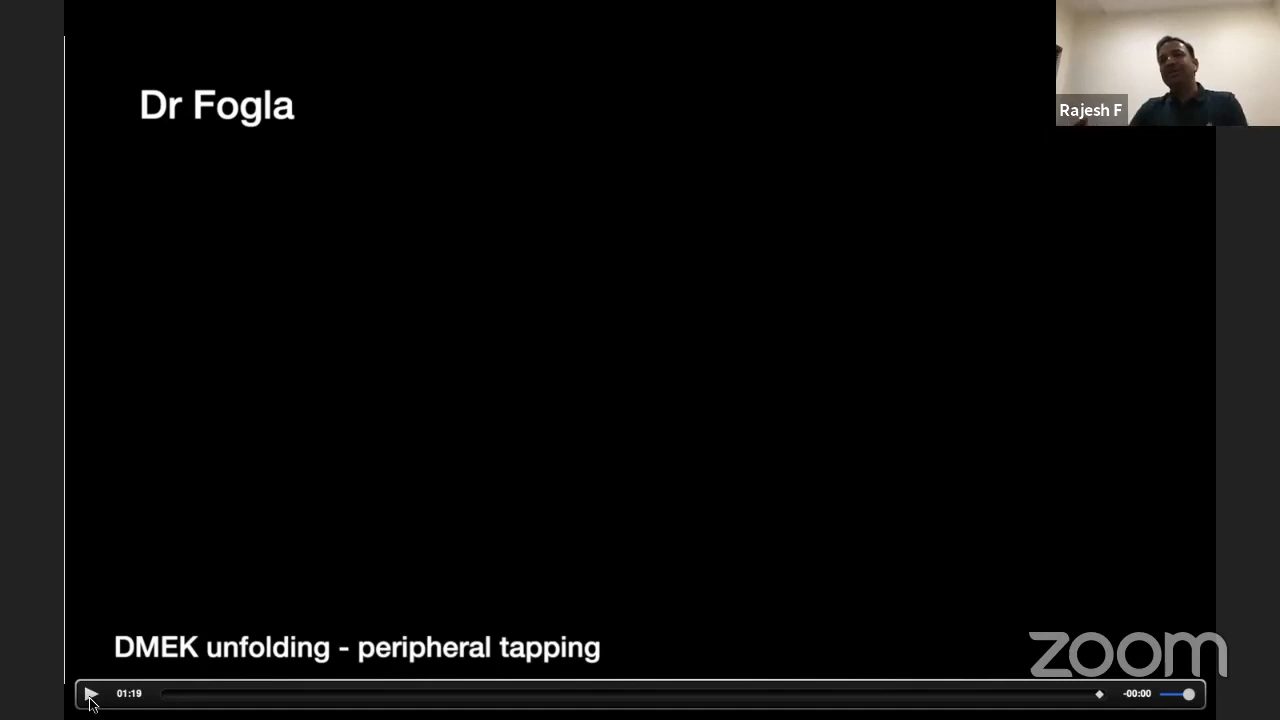 Dr Fogla
Rajesh F
DMEK unfolding - peripheral tapping
zoom
01:19
-00:00